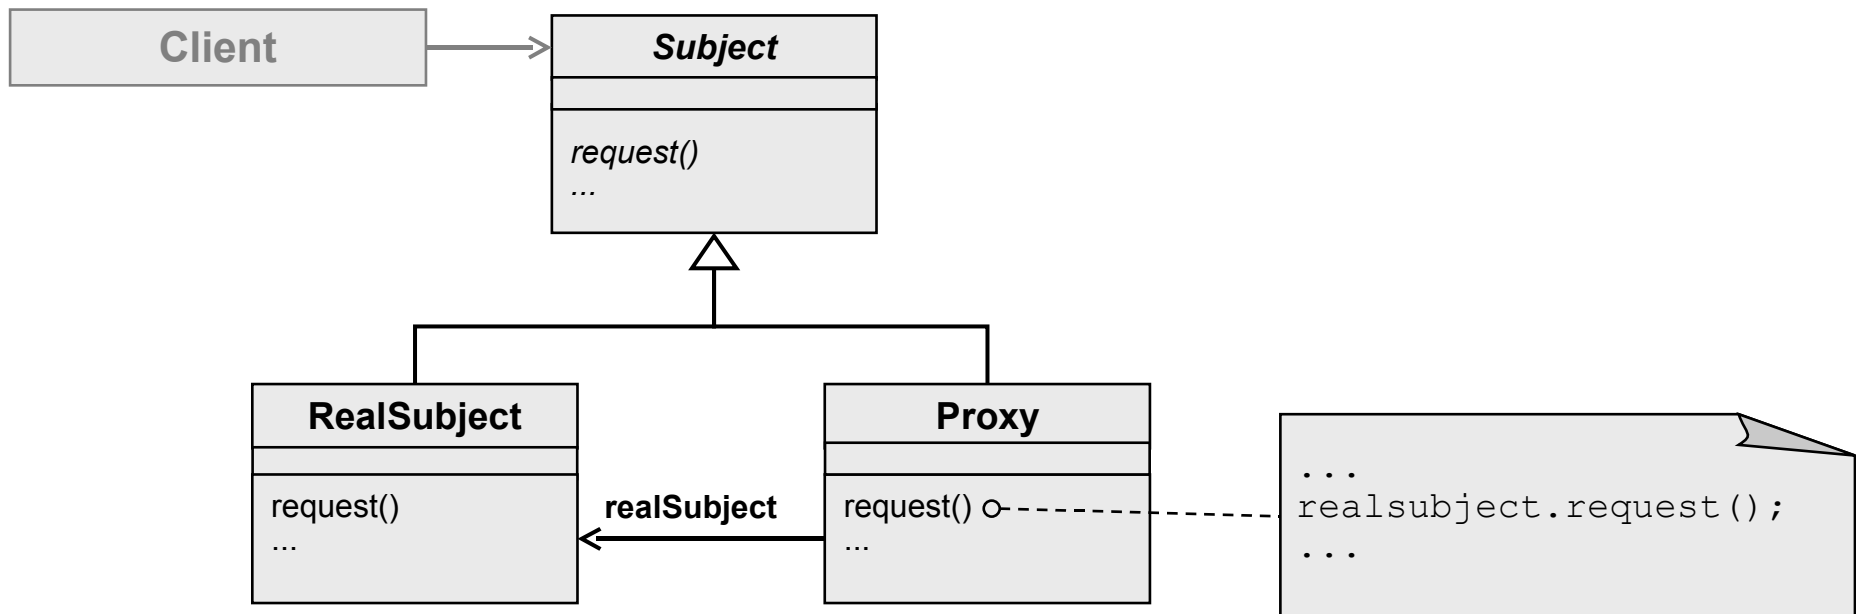 Client
Subject
request()
...
RealSubject
request()
...
realSubject
Proxy
request()
...
...
realsubject.request();
...